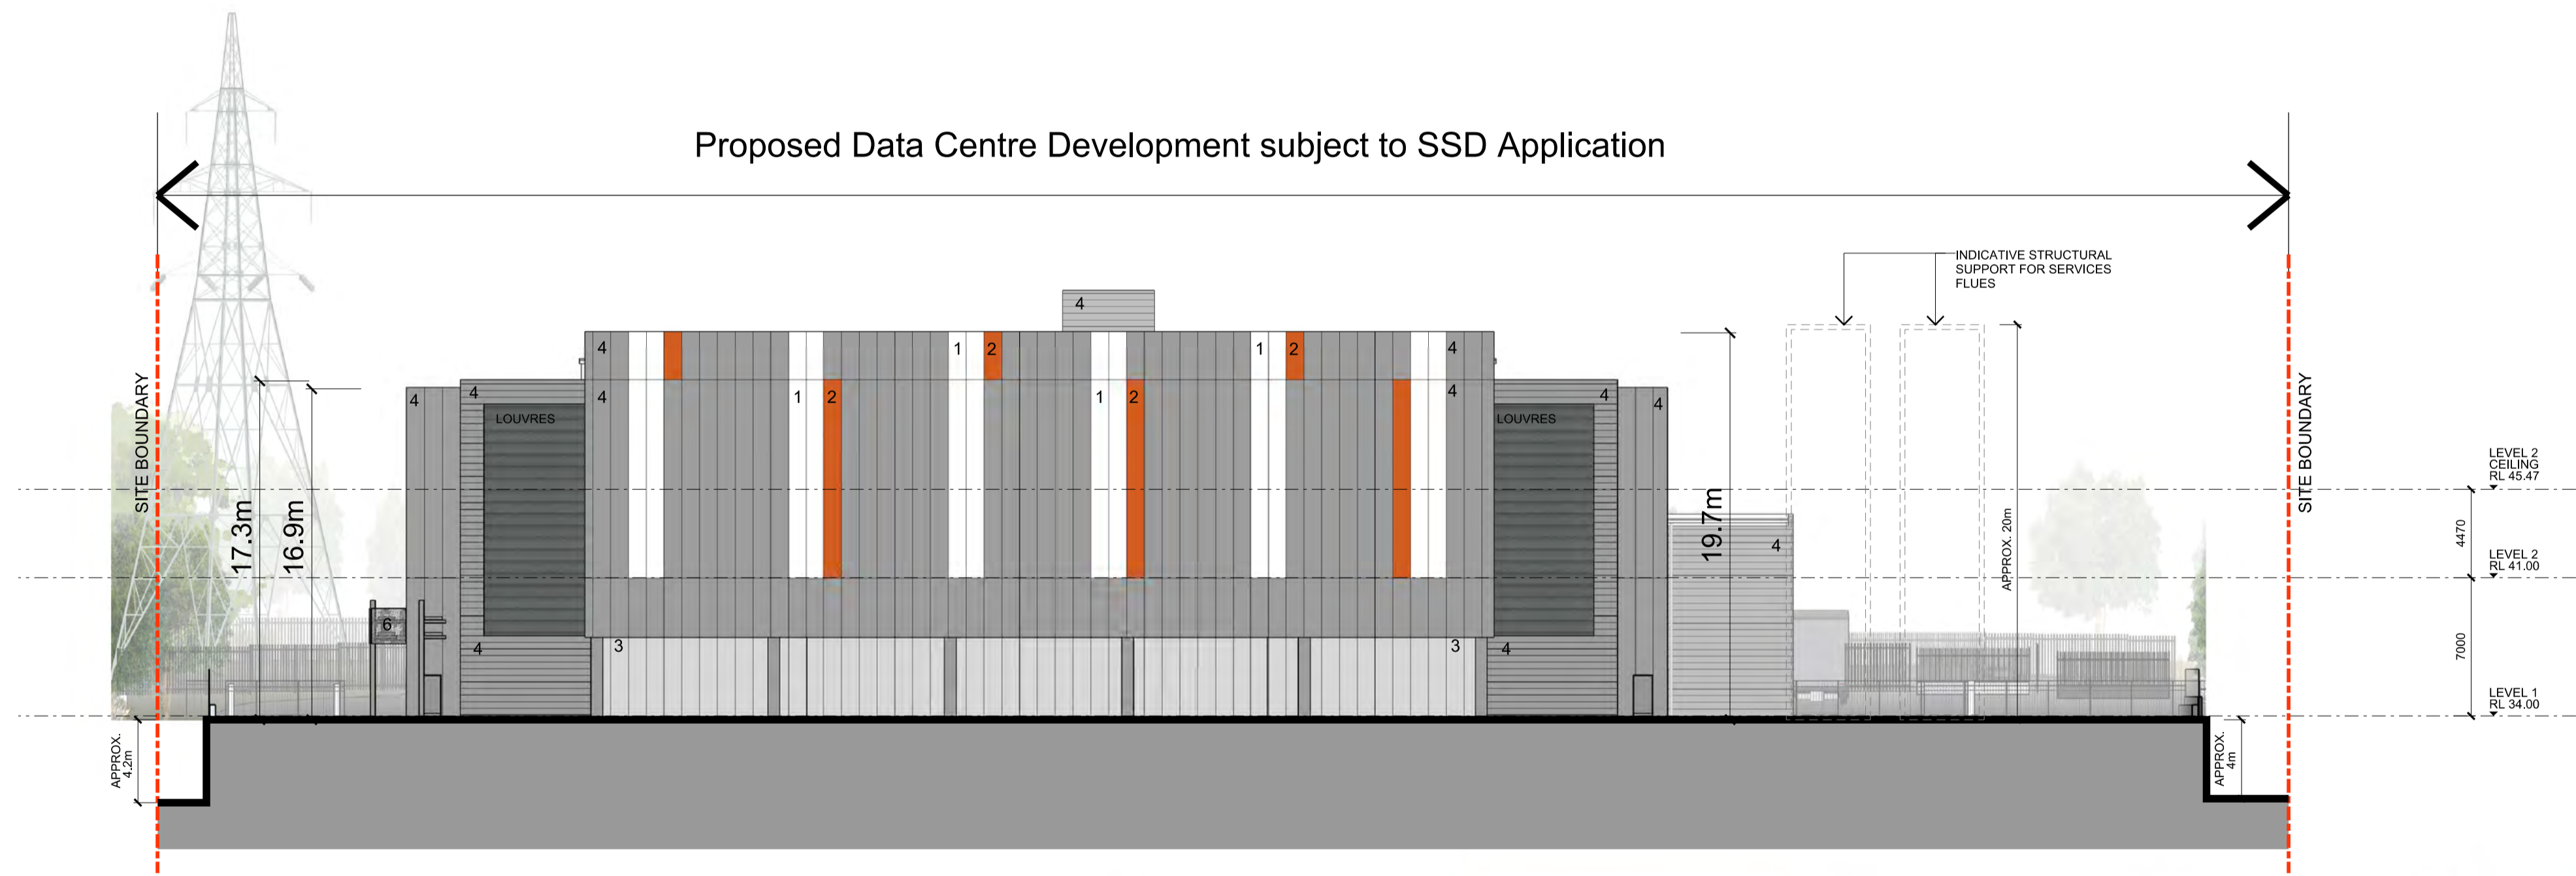 Proposed Data Centre Development subject to SSD Application
INDICATIVE STRUCTURAL
SUPPORT FOR SERVICES
FLUES
4
4
4
1
2
1
2
4
4
4
4
1
2
1
2
4
4
4
LOUVRES
LOUVRES
SITE BOUNDARY
17.3m
16.9m
19.7m
APPROX. 20m
SITE BOUNDARY
LEVEL 2
CEILING
RL 45.47
4470
LEVEL 2
RL 41.00
7000
LEVEL 1
RL 34.00
4
6
4
3
3
4
APPROX.
4.2m
APPROX.
4m